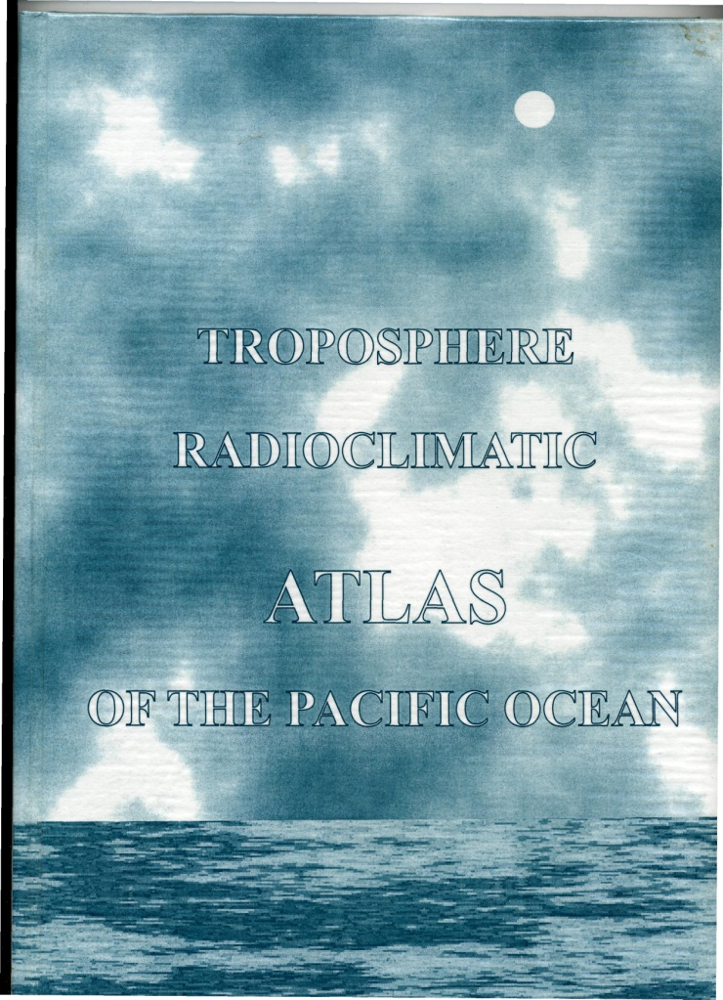 TROPOSPHERE
RADIOCLIMATIC
ATLAS
OF THE PACIFIC OCEAN